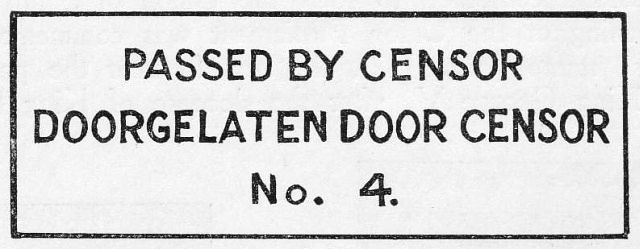 PASSED BY CENSOR
DOORGELATEN DOOR CENSOR
No. 4.